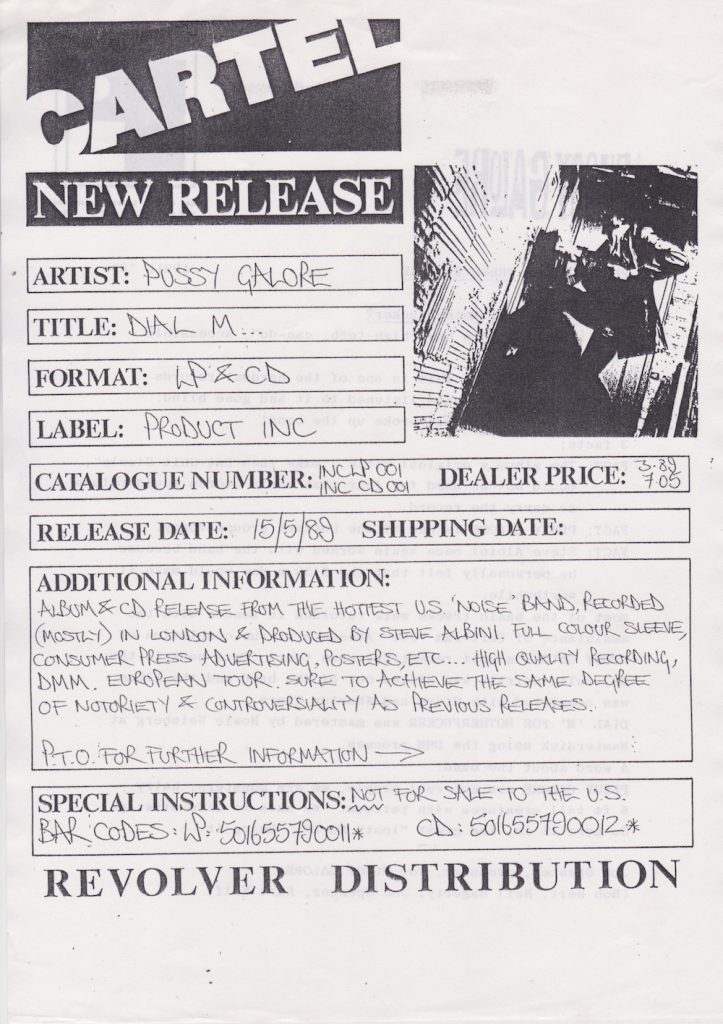 CARTEL
NEW RELEASE
ARTIST: PUSSY GALORE
TITLE: DIAL M...
FORMAT: LP & CD
LABEL: PRODUCT INC
CATALOGUE NUMBER: INC LP 001
INC CD 001
DEALER PRICE: 3.89
7.05
RELEASE DATE: 15/5/89 SHIPPING DATE:
ADDITIONAL INFORMATION:
ALBUM & CD RELEASE FROM THE HOTTEST U.S. 'NOISE' BAND, RECORDED
(MOSTLY) IN LONDON & PRODUCED BY STEVE ALBINI. FULL COLOUR SLEEVE,
CONSUMER PRESS ADVERTISING, POSTERS, ETC... HIGH QUALITY RECORDING,
DMM. EUROPEAN TOUR. SURE TO ACHIEVE THE SAME DEGREE
OF NOTORIETY & CONTROVERSIALITY AS PREVIOUS RELEASES.
P.T.O. FOR FURTHER INFORMATION →
SPECIAL INSTRUCTIONS: NOT FOR SALE TO THE U.S.
BAR CODES: LP: 501655790011* CD: 501655790012*
REVOLVER DISTRIBUTION